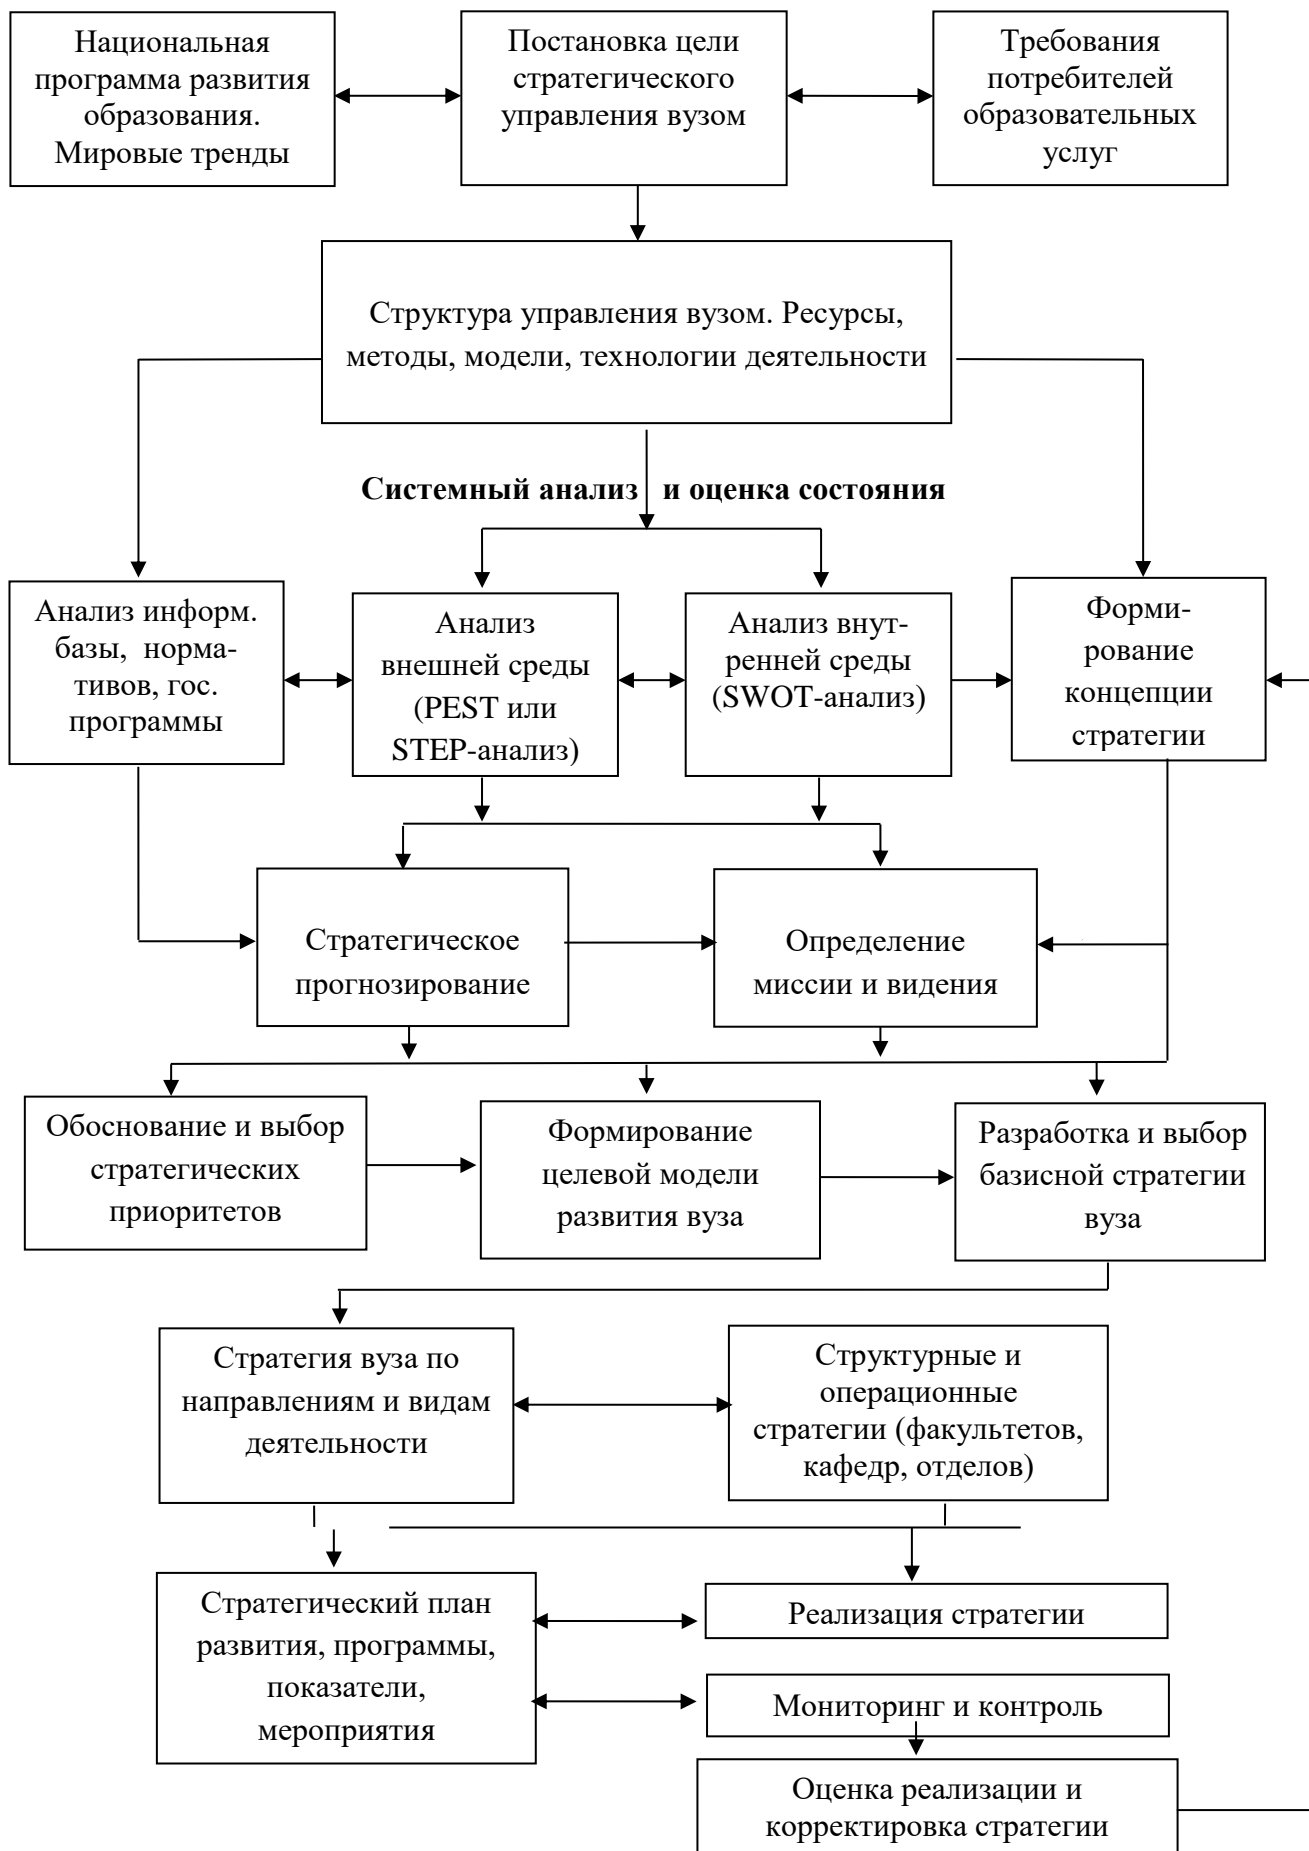 Национальная
программа развития
образования.
Мировые тренды
Постановка цели
стратегического
управления вузом
Требования
потребителей
образовательных
услуг
Структура управления вузом. Ресурсы,
методы, модели, технологии деятельности
Системный анализ и оценка состояния
Анализ информ.
базы, норма-
тивов, гос.
программы
Анализ
внешней среды
(PEST или
STEP-анализ)
Анализ внут-
ренней среды
(SWOT-анализ)
Форми-
рование
концепции
стратегии
Стратегическое
прогнозирование
Определение
миссии и видения
Обоснование и выбор
стратегических
приоритетов
Формирование
целевой модели
развития вуза
Разработка и выбор
базисной стратегии
вуза
Стратегия вуза по
направлениям и видам
деятельности
Структурные и
операционные
стратегии (факультетов,
кафедр, отделов)
Стратегический план
развития, программы,
показатели,
мероприятия
Реализация стратегии
Мониторинг и контроль
Оценка реализации и
корректировка стратегии